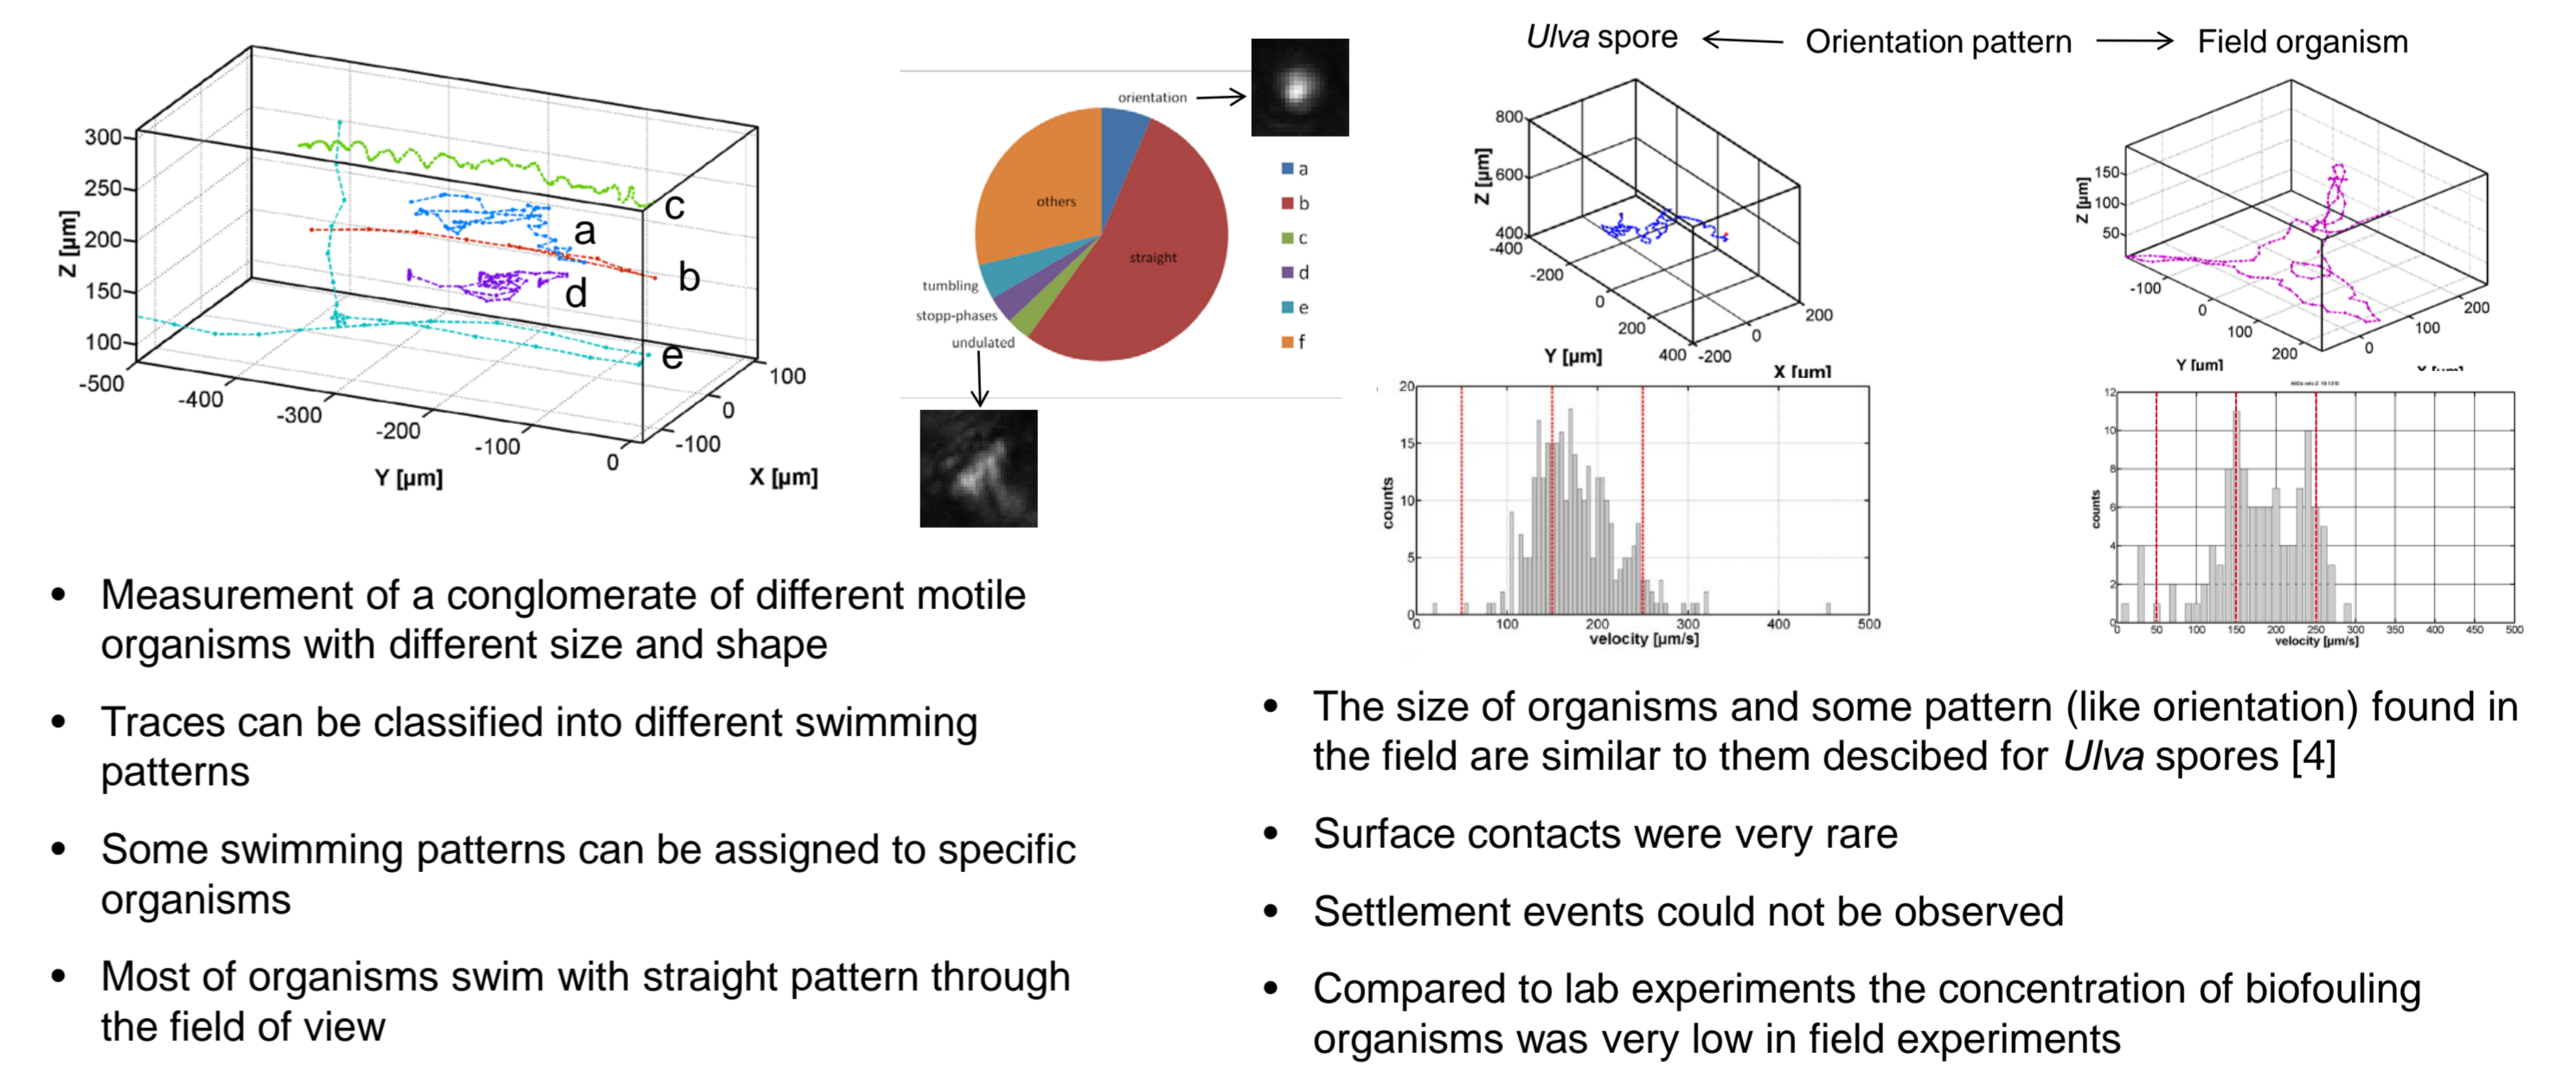 300
250
200
150
100
Z [µm]
-500
-400
-300
-200
-100
0
Y [µm]
100
0
-100
X [µm]
c
a
b
d
e
orientation
others
straight
tumbling
stopp-phases
undulated
a
b
c
d
e
f
Ulva spore
Orientation pattern
Field organism
800
600
400
Z [µm]
-400
-200
0
200
400
Y [µm]
-200
0
200
X [µm]
150
100
50
Z [µm]
-100
0
100
200
Y [µm]
0
100
200
20
15
10
5
0
counts
0 100 200 300 400 500
velocity [µm/s]
12
10
8
6
4
2
0
counts
0 50 100 150 200 250 300 350 400 450 500
velocity [µm/s]
• Measurement of a conglomerate of different motile
organisms with different size and shape
• Traces can be classified into different swimming
patterns
• Some swimming patterns can be assigned to specific
organisms
• Most of organisms swim with straight pattern through
the field of view
• The size of organisms and some pattern (like orientation) found in
the field are similar to them descibed for Ulva spores [4]
• Surface contacts were very rare
• Settlement events could not be observed
• Compared to lab experiments the concentration of biofouling
organisms was very low in field experiments